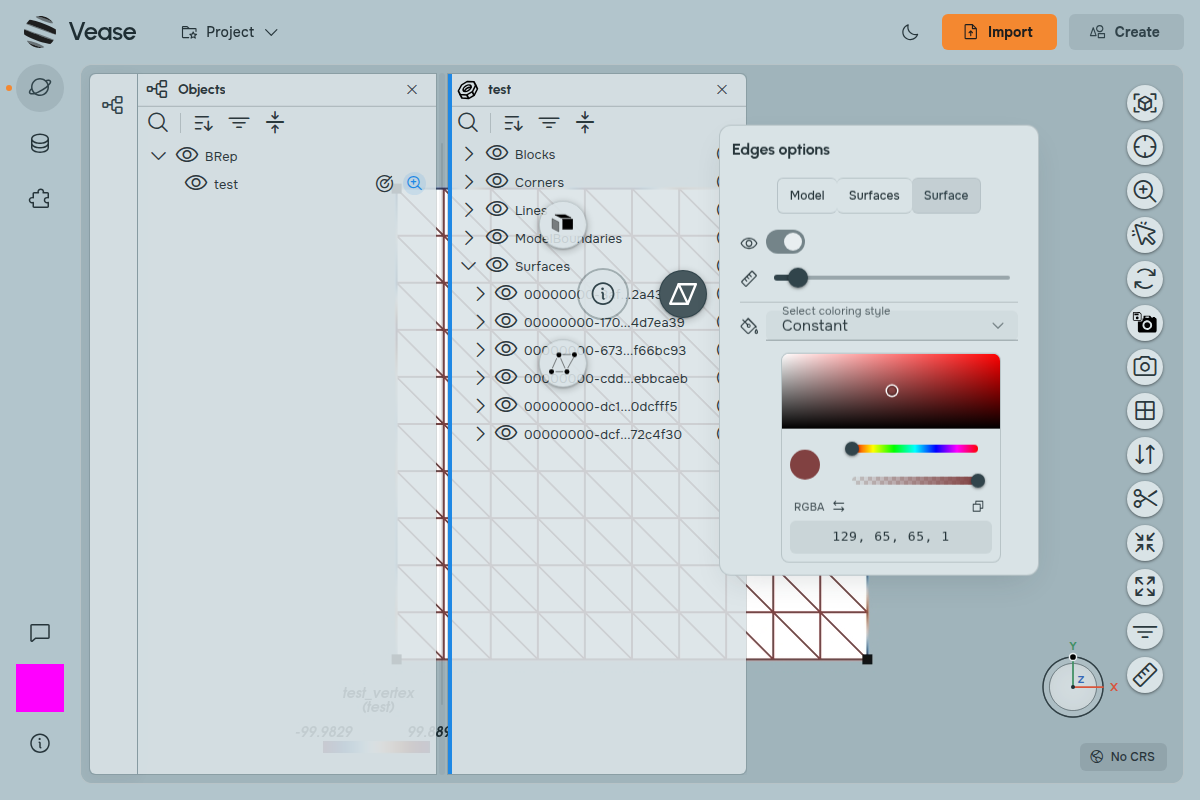 Vease
Project
Import
Create
Objects
test
BRep
test
Blocks
Corners
Lines
ModelBoundaries
Surfaces
00000000-170...4d7ea39
00000000-673...f66bc93
00000000-cdd...ebbcaeb
00000000-dc1...0dcfff5
00000000-dcf...72c4f30
Edges options
Model
Surfaces
Surface
Select coloring style
Constant
RGBA
129, 65, 65, 1
test_vertex
(test)
-99.9829
Y
Z
X
No CRS